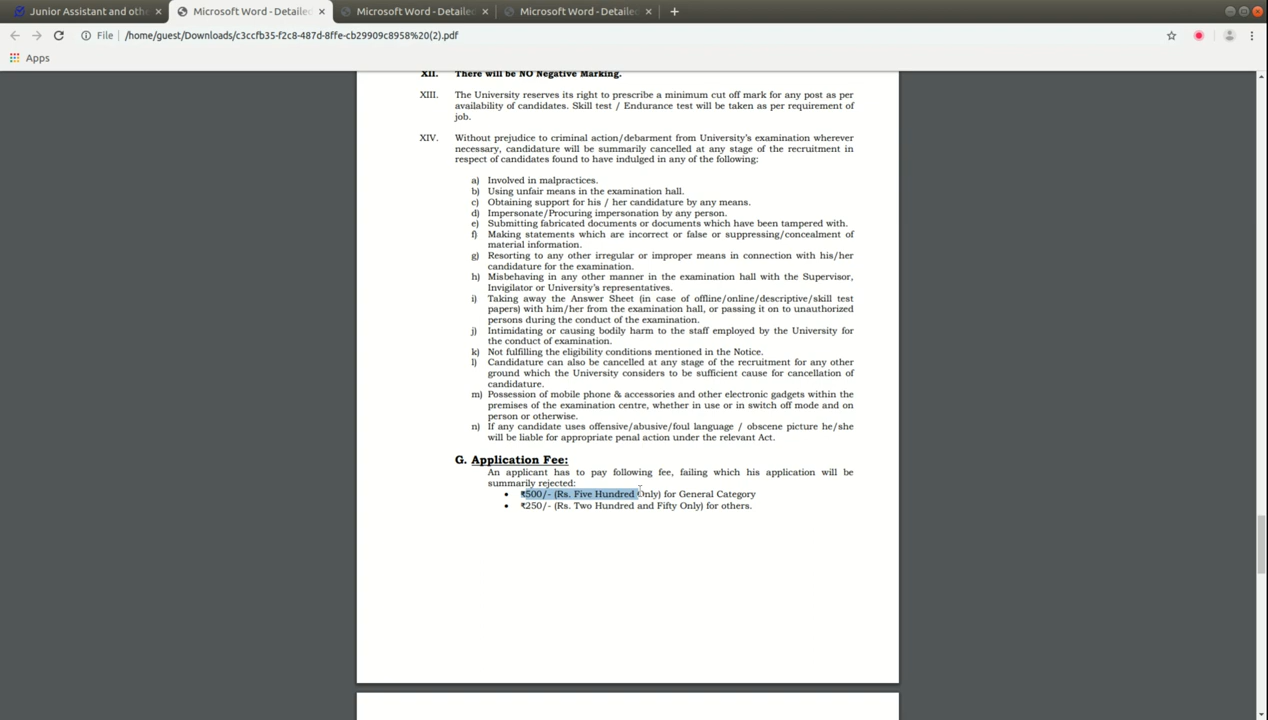 Junior Assistant and oth
Microsoft Word - Detailed
Microsoft Word - Detailed
Microsoft Word - Detailed
File
/home/guest/Downloads/c3ccfb35-f2c8-487d-8ffe-cb29909c8958%20(2).pdf
Apps
XII. There will be NO Negative Marking.
XIII. The University reserves its right to prescribe a minimum cut off mark for any post as per
availability of candidates. Skill test / Endurance test will be taken as per requirement of
job.
XIV. Without prejudice to criminal action/debarment from University's examination wherever
necessary, candidature will be summarily cancelled at any stage of the recruitment in
respect of candidates found to have indulged in any of the following:
a) Involved in malpractices.
b) Using unfair means in the examination hall.
c) Obtaining support for his / her candidature by any means.
d) Impersonate/Procuring impersonation by any person.
e) Submitting fabricated documents or documents which have been tampered with.
f) Making statements which are incorrect or false or suppressing/concealment of
material information.
g) Resorting to any other irregular or improper means in connection with his/her
candidature for the examination.
h) Misbehaving in any other manner in the examination hall with the Supervisor,
Invigilator or University's representatives.
i) Taking away the Answer Sheet (in case of offline/online/descriptive/skill test
papers) with him/her from the examination hall, or passing it on to unauthorized
persons during the conduct of the examination.
j) Intimidating or causing bodily harm to the staff employed by the University for
the conduct of examination.
k) Not fulfilling the eligibility conditions mentioned in the Notice.
l) Candidature can also be cancelled at any stage of the recruitment for any other
ground which the University considers to be sufficient cause for cancellation of
candidature.
m) Possession of mobile phone & accessories and other electronic gadgets within the
premises of the examination centre, whether in use or in switch off mode and on
person or otherwise.
n) If any candidate uses offensive/abusive/foul language / obscene picture he/she
will be liable for appropriate penal action under the relevant Act.
G. Application Fee:
An applicant has to pay following fee, failing which his application will be
summarily rejected:
• ₹500/- (Rs. Five Hundred Only) for General Category
• ₹250/- (Rs. Two Hundred and Fifty Only) for others.